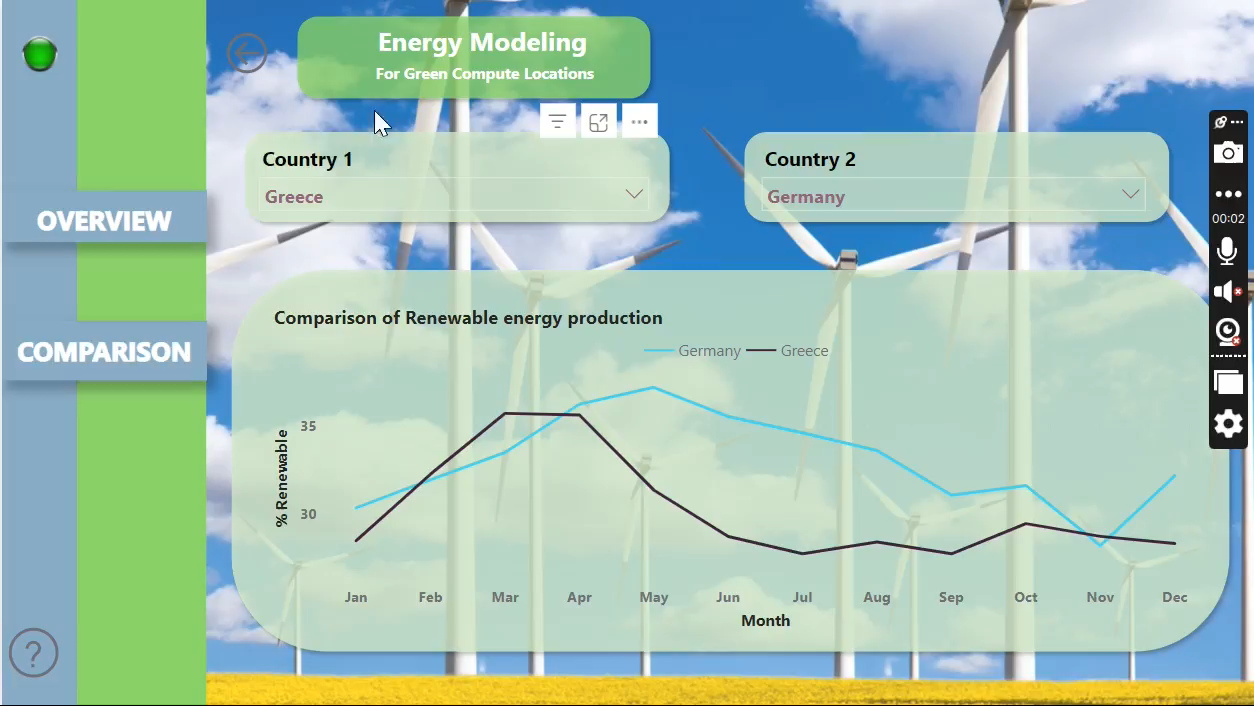 Energy Modeling
For Green Compute Locations
OVERVIEW
COMPARISON
?
Country 1
Greece
Country 2
Germany
00:02
Comparison of Renewable energy production
Germany Greece
% Renewable
35
30
Jan Feb Mar Apr May Jun Jul Aug Sep Oct Nov Dec
Month